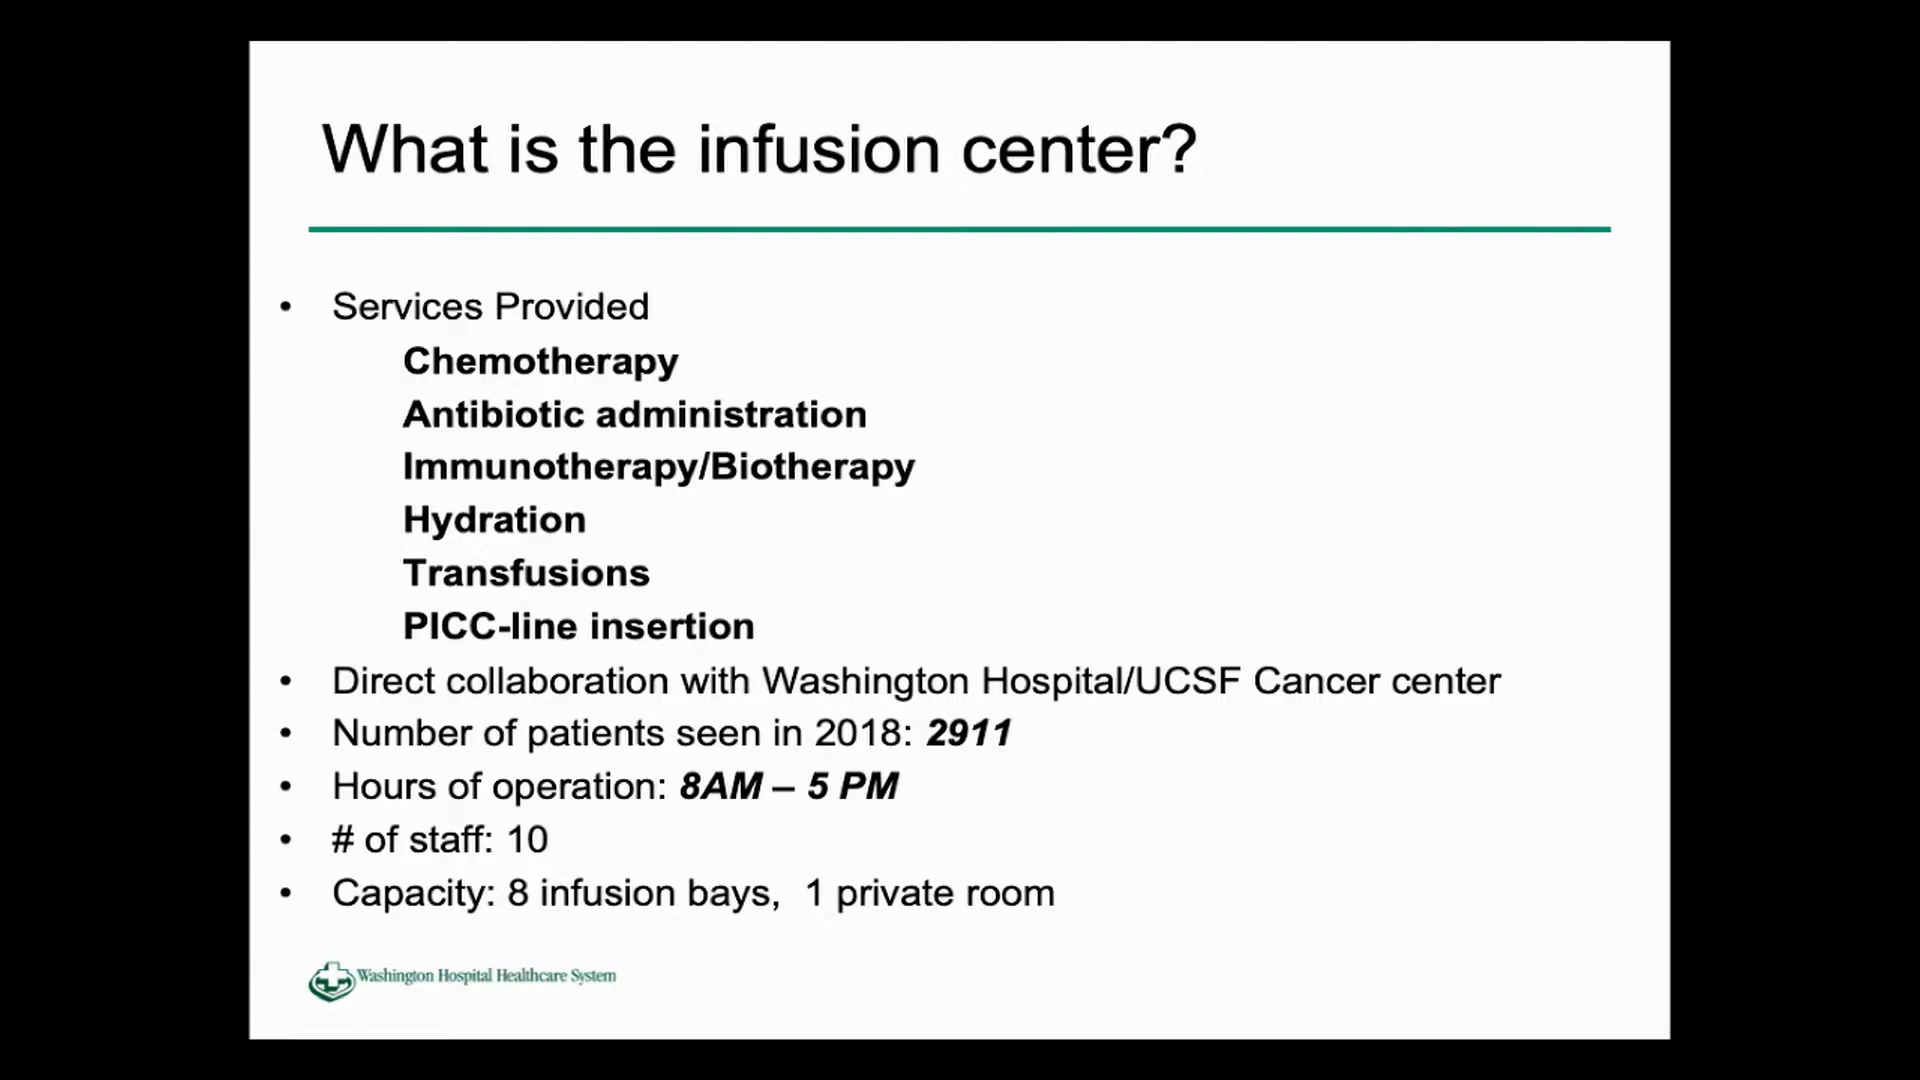 What is the infusion center?
• Services Provided
Chemotherapy
Antibiotic administration
Immunotherapy/Biotherapy
Hydration
Transfusions
PICC-line insertion
• Direct collaboration with Washington Hospital/UCSF Cancer center
• Number of patients seen in 2018: 2911
• Hours of operation: 8AM – 5 PM
• # of staff: 10
• Capacity: 8 infusion bays,  1 private room
Washington Hospital Healthcare System